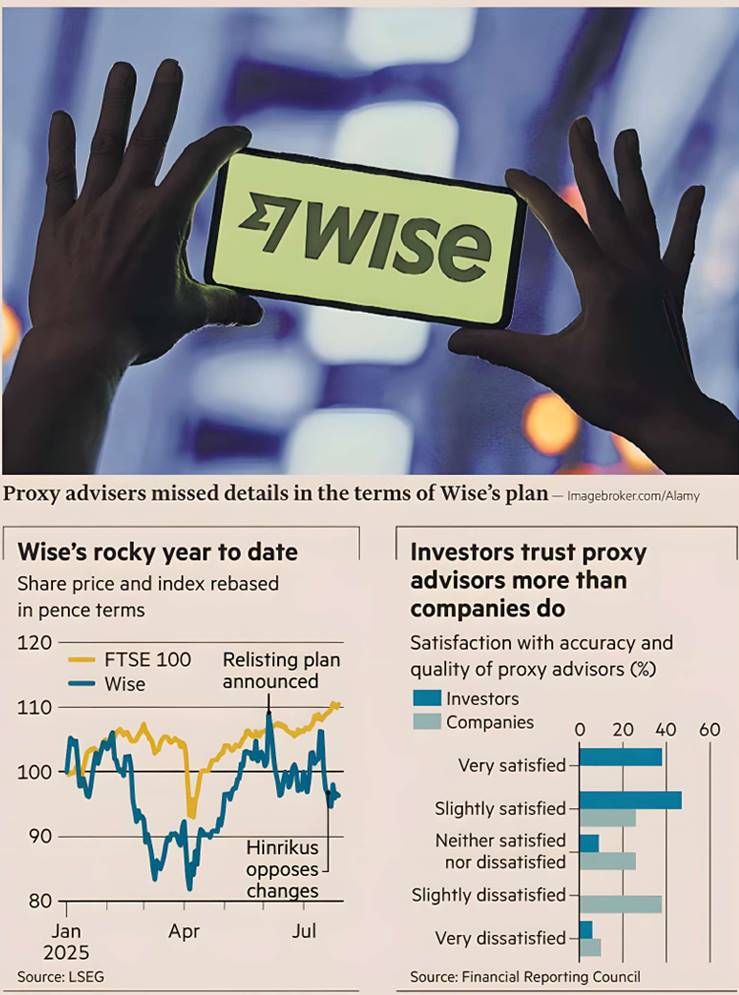 wise
Proxy advisers missed details in the terms of Wise’s plan — Imagebroker.com/Alamy
Wise’s rocky year to date
Share price and index rebased
in pence terms
120
FTSE 100
Wise
Relisting plan
announced
110
100
90
Hinrikus
opposes
changes
80
Jan
2025
Apr
Jul
Source: LSEG
Investors trust proxy
advisors more than
companies do
Satisfaction with accuracy and
quality of proxy advisors (%)
Investors
Companies
0 20 40 60
Very satisfied
Slightly satisfied
Neither satisfied
nor dissatisfied
Slightly dissatisfied
Very dissatisfied
Source: Financial Reporting Council